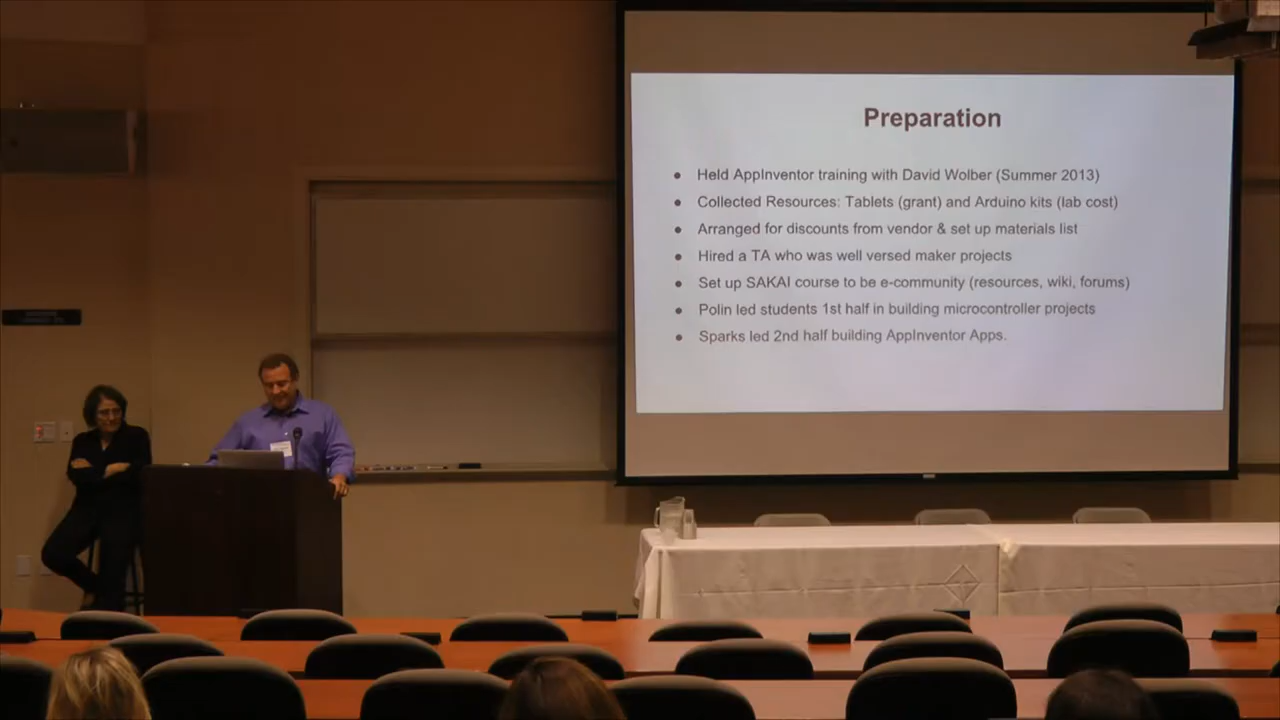 Preparation
● Held AppInventor training with David Wolber (Summer 2013)
● Collected Resources: Tablets (grant) and Arduino kits (lab cost)
● Arranged for discounts from vendor & set up materials list
● Hired a TA who was well versed maker projects
● Set up SAKAI course to be e-community (resources, wiki, forums)
● Polin led students 1st half in building microcontroller projects
● Sparks led 2nd half building AppInventor Apps.